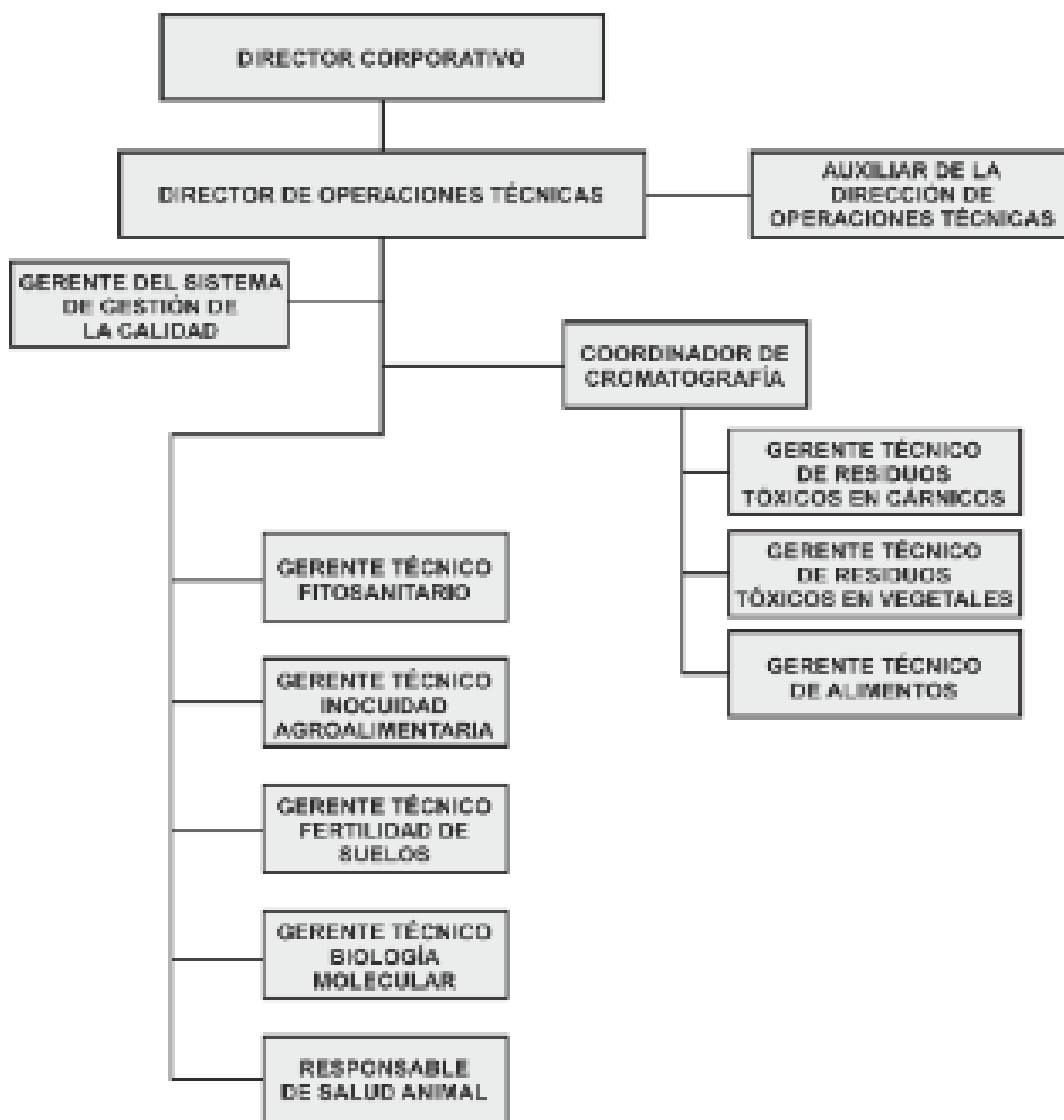 DIRECTOR CORPORATIVO
DIRECTOR DE OPERACIONES TÉCNICAS
AUXILIAR DE LA
DIRECCIÓN DE
OPERACIONES TÉCNICAS
GERENTE DEL SISTEMA
DE GESTIÓN DE
LA CALIDAD
COORDINADOR DE
CROMATOGRAFÍA
GERENTE TÉCNICO
DE RESIDUOS
TÓXICOS EN CÁRNICOS
GERENTE TÉCNICO
DE RESIDUOS
TÓXICOS EN VEGETALES
GERENTE TÉCNICO
DE ALIMENTOS
GERENTE TÉCNICO
FITOSANITARIO
GERENTE TÉCNICO
INOCUIDAD
AGROALIMENTARIA
GERENTE TÉCNICO
FERTILIDAD DE
SUELOS
GERENTE TÉCNICO
BIOLOGÍA
MOLECULAR
RESPONSABLE
DE SALUD ANIMAL